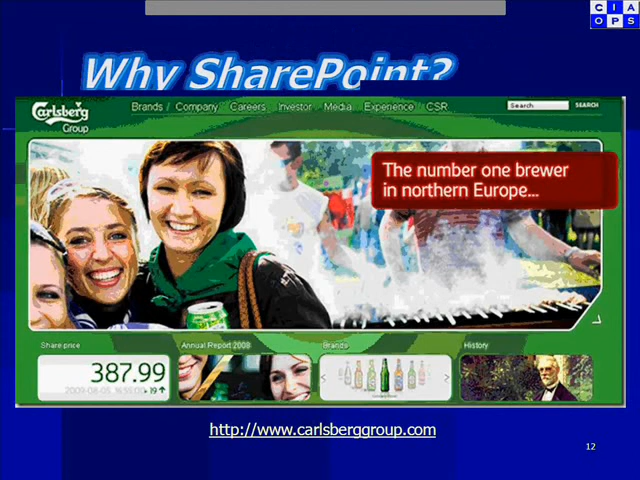 C I A
O P S
Why SharePoint?
Carlsberg
Group
Brands / Company / Careers Investor Media Experience CSR
Search SEARCH
The number one brewer
in northern Europe...
Share price
Annual Report 2008
Brands
History
387.99
http://www.carlsberggroup.com
12